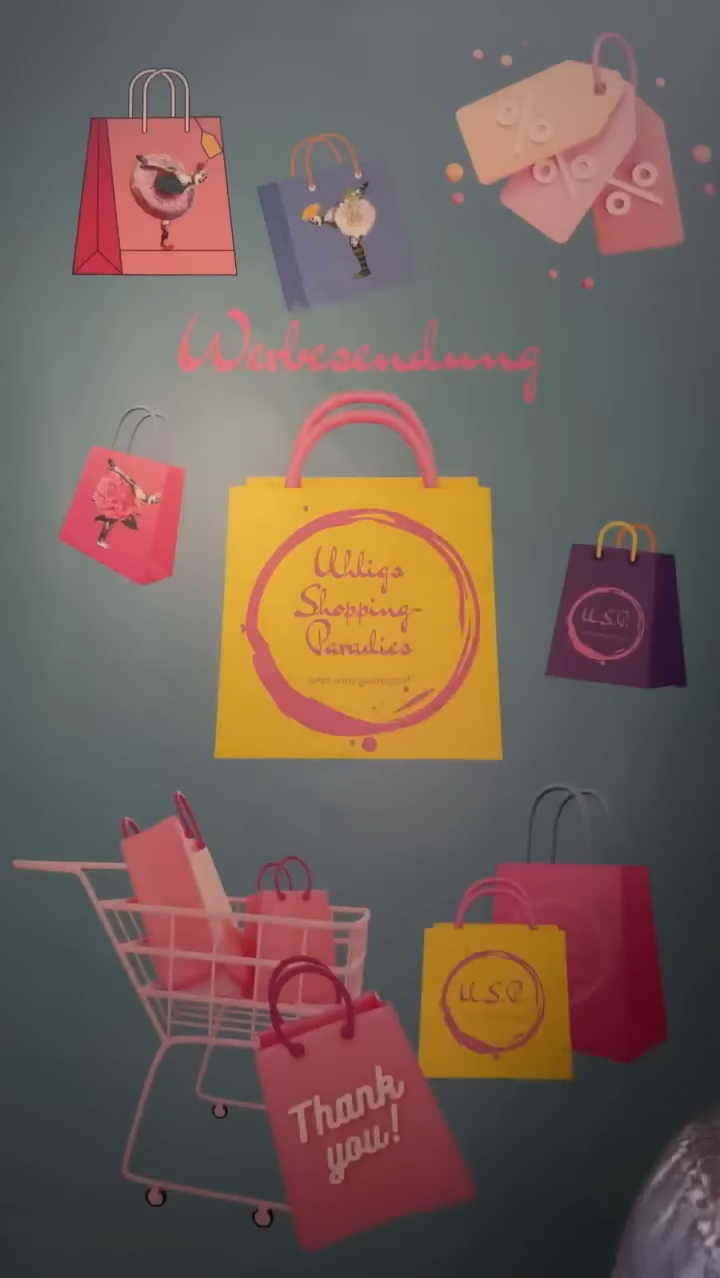 % % %
Werbesendung
Uhligs
Shopping-
Paradies
U.S.P.
U.S.P.
Thank
you!